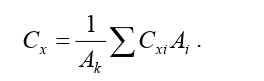 $C_x = \frac{1}{A_k} \sum C_{xi} A_i$ .